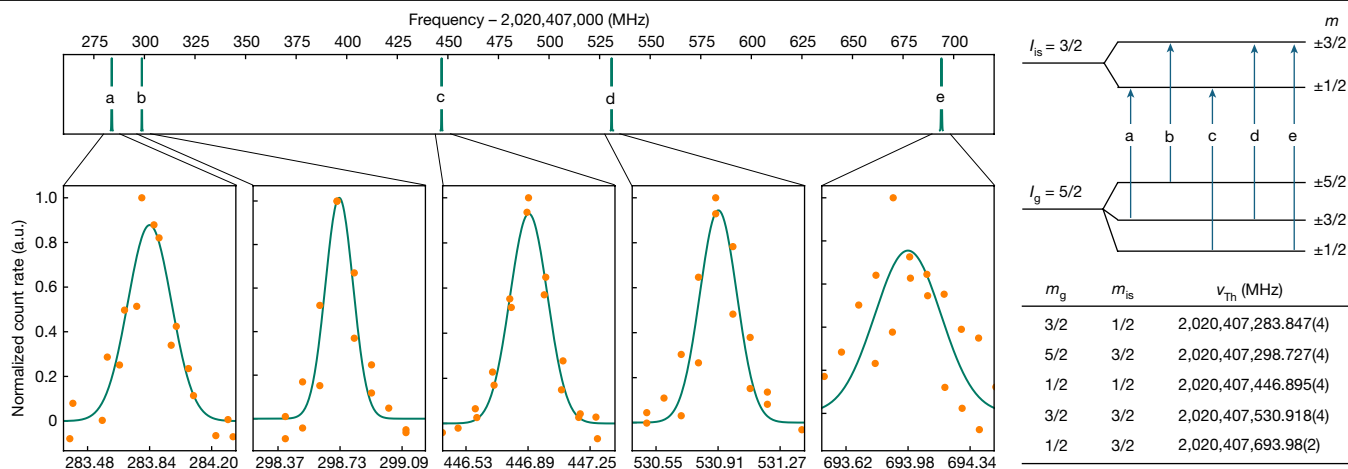 Frequency – 2,020,407,000 (MHz)
275 300 325 350 375 400 425 450 475 500 525 550 575 600 625 650 675 700
a b c d e
Normalized count rate (a.u.)
1.0
0.8
0.6
0.4
0.2
0
283.48 283.84 284.20
298.37 298.73 299.09
446.53 446.89 447.25
530.55 530.91 531.27
693.62 693.98 694.34
m
I_is = 3/2
±3/2
±1/2
a b c d e
I_g = 5/2
±5/2
±3/2
±1/2
m_g m_is ν_Th (MHz)
3/2 1/2 2,020,407,283.847(4)
5/2 3/2 2,020,407,298.727(4)
1/2 1/2 2,020,407,446.895(4)
3/2 3/2 2,020,407,530.918(4)
1/2 3/2 2,020,407,693.98(2)